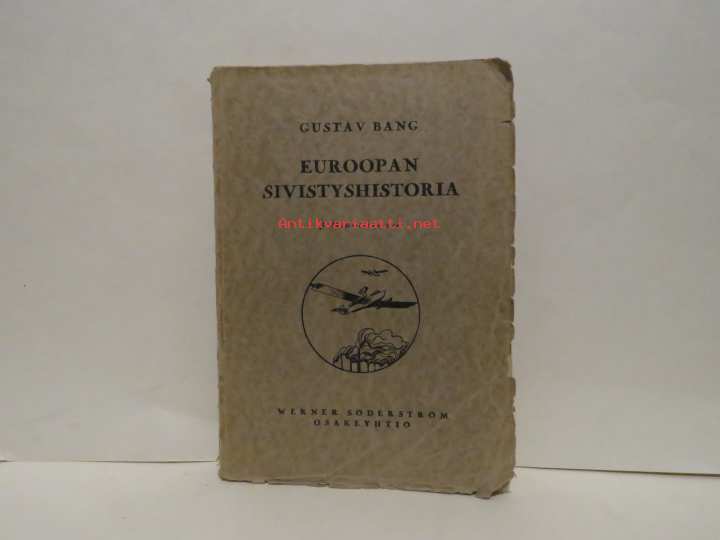 GUSTAV BANG
EUROOPAN
SIVISTYSHISTORIA
Antikvariaatti.net
WERNER SÖDERSTRÖM
OSAKEYHTIÖ